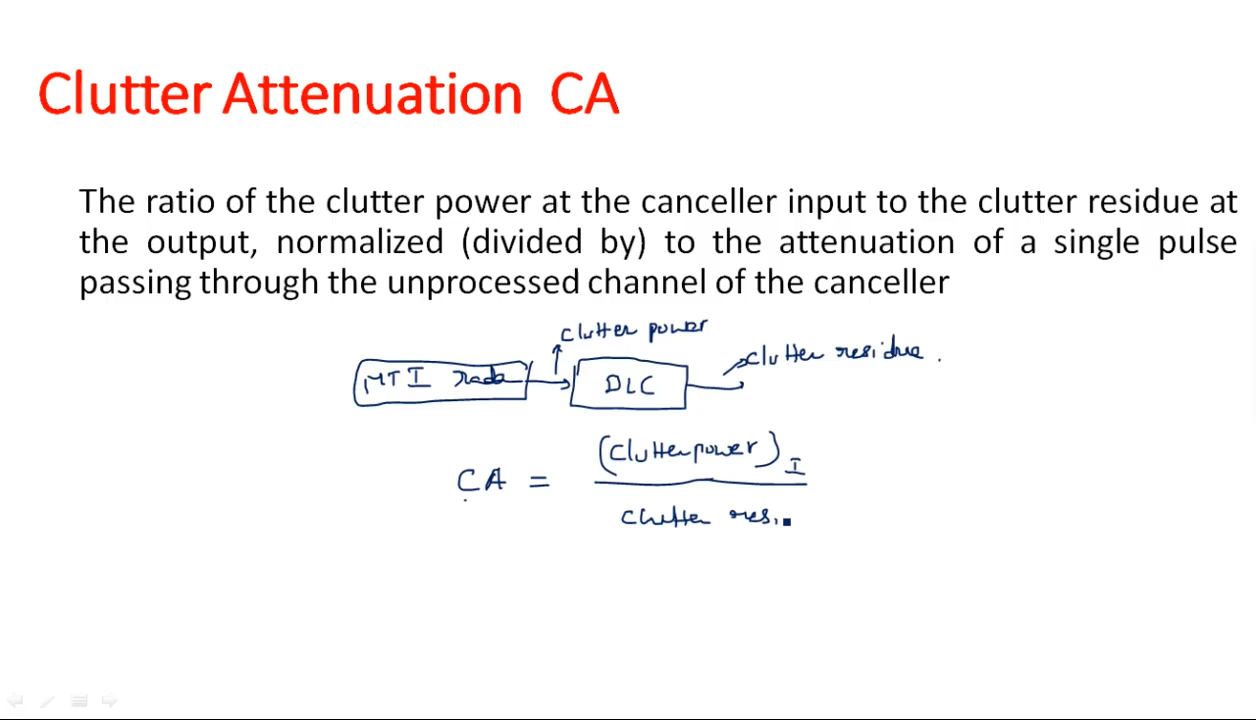 Clutter Attenuation CA
The ratio of the clutter power at the canceller input to the clutter residue at
the output, normalized (divided by) to the attenuation of a single pulse
passing through the unprocessed channel of the canceller
clutter power
clutter residue.
MTI rada
DLC
(Clutter power)I
CA =
clutter resi